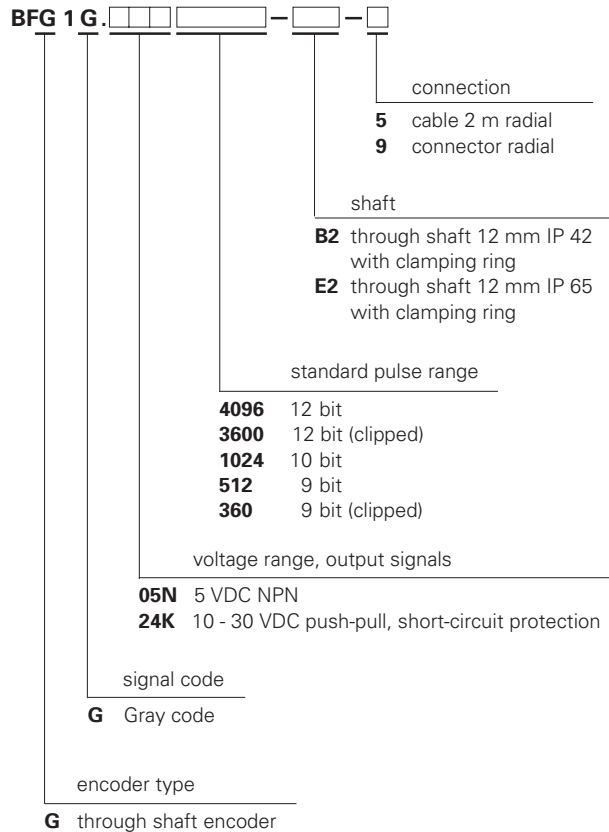 BFG 1 G. – –
connection
5 cable 2 m radial
9 connector radial
shaft
B2 through shaft 12 mm IP 42
with clamping ring
E2 through shaft 12 mm IP 65
with clamping ring
standard pulse range
4096 12 bit
3600 12 bit (clipped)
1024 10 bit
512 9 bit
360 9 bit (clipped)
voltage range, output signals
05N 5 VDC NPN
24K 10 - 30 VDC push-pull, short-circuit protection
signal code
G Gray code
encoder type
G through shaft encoder